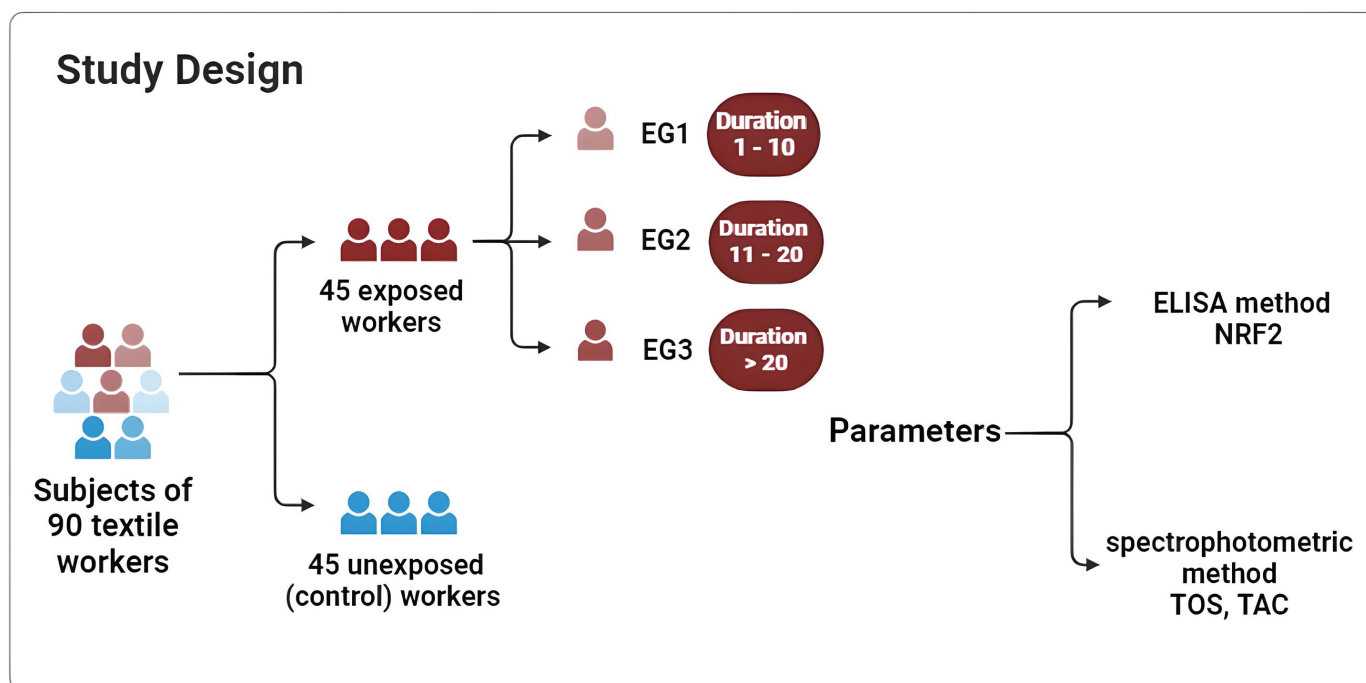 Study Design
Subjects of
90 textile
workers
45 exposed
workers
45 unexposed
(control) workers
EG1
Duration
1 - 10
EG2
Duration
11 - 20
EG3
Duration
> 20
Parameters
ELISA method
NRF2
spectrophotometric
method
TOS, TAC